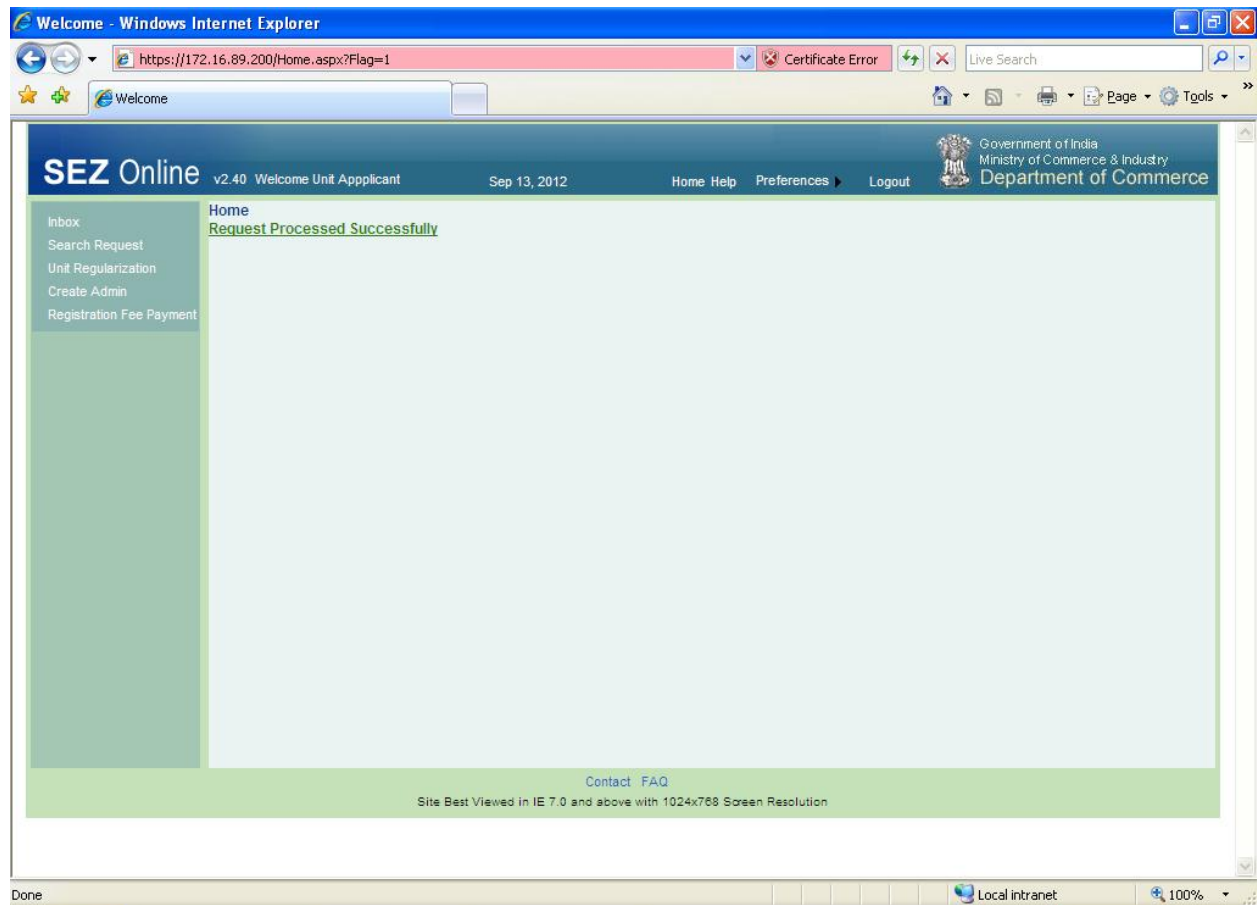 Welcome - Windows Internet Explorer
https://172.16.89.200/Home.aspx?Flag=1 Certificate Error Live Search
Welcome Page Tools
SEZ Online v2.40 Welcome Unit Appplicant Sep 13, 2012 Home Help Preferences Logout
Government of India
Ministry of Commerce & Industry
Department of Commerce
Inbox
Search Request
Unit Regularization
Create Admin
Registration Fee Payment
Home
Request Processed Successfully
Contact FAQ
Site Best Viewed in IE 7.0 and above with 1024x768 Screen Resolution
Done Local intranet 100%